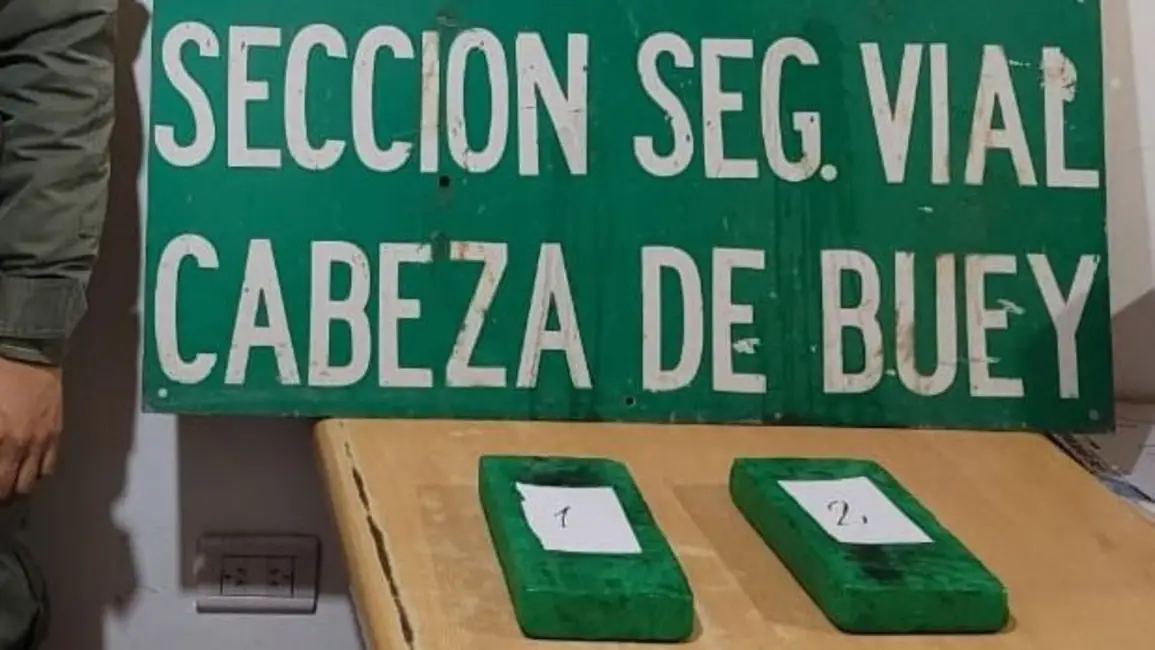 SECCION SEG. VIAL
CABEZA DE BUEY
1
2.